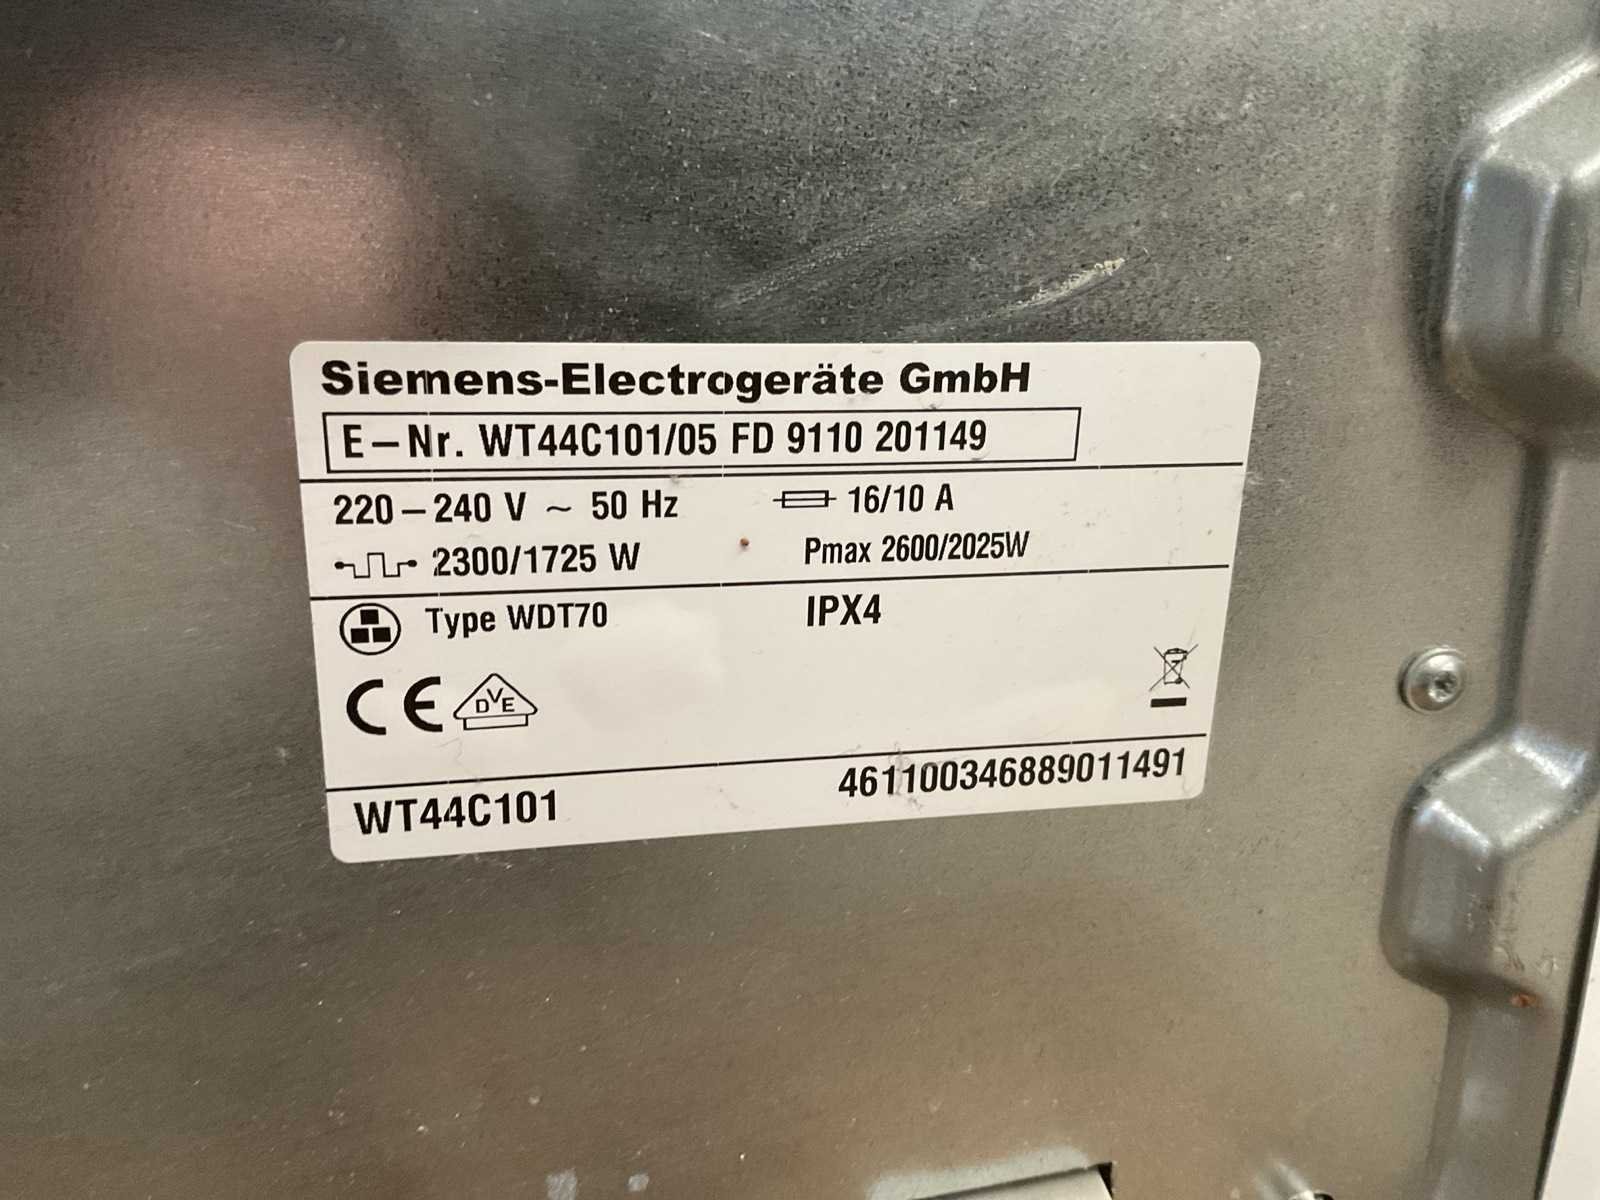 Siemens-Electrogeräte GmbH
E-Nr. WT44C101/05 FD 9110 201149
220-240 V ~ 50 Hz 16/10 A
2300/1725 W Pmax 2600/2025W
Type WDT70 IPX4
CE DVE
WT44C101 461100346889011491